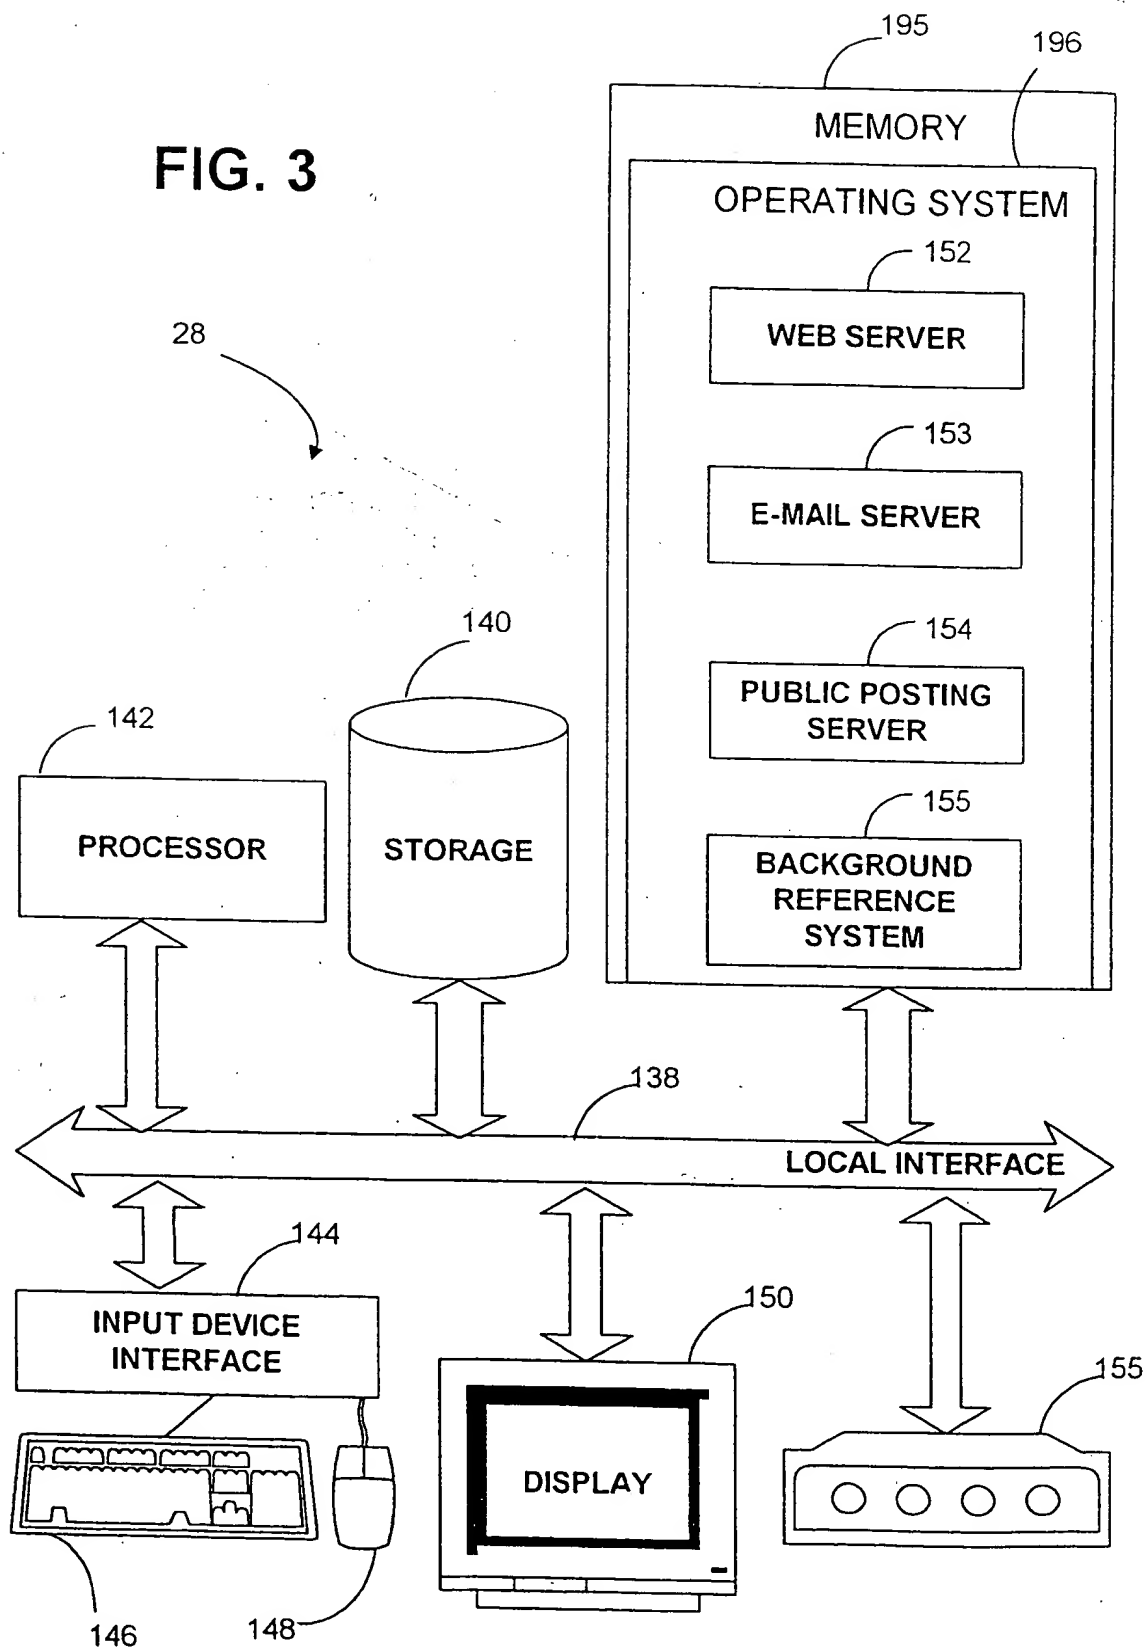 195
196
MEMORY
FIG. 3
OPERATING SYSTEM
152
WEB SERVER
28
153
E-MAIL SERVER
140
154
PUBLIC POSTING
SERVER
142
155
PROCESSOR
STORAGE
BACKGROUND
REFERENCE
SYSTEM
138
LOCAL INTERFACE
144
INPUT DEVICE
INTERFACE
150
155
DISPLAY
146
148